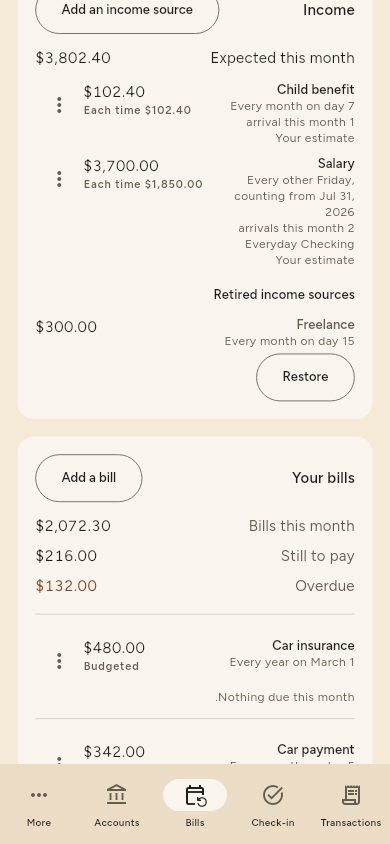 Income
Add an income source
Expected this month
$3,802.40
Child benefit
Every month on day 7
arrival this month 1
Your estimate
$102.40
Each time $102.40
Salary
Every other Friday,
counting from Jul 31,
2026
arrivals this month 2
Everyday Checking
Your estimate
$3,700.00
Each time $1,850.00
Retired income sources
Freelance
Every month on day 15
$300.00
Restore
Your bills
Add a bill
Bills this month
$2,072.30
Still to pay
$216.00
Overdue
$132.00
Car insurance
Every year on March 1
.Nothing due this month
$480.00
Budgeted
Car payment
$342.00
More
Accounts
Bills
Check-in
Transactions